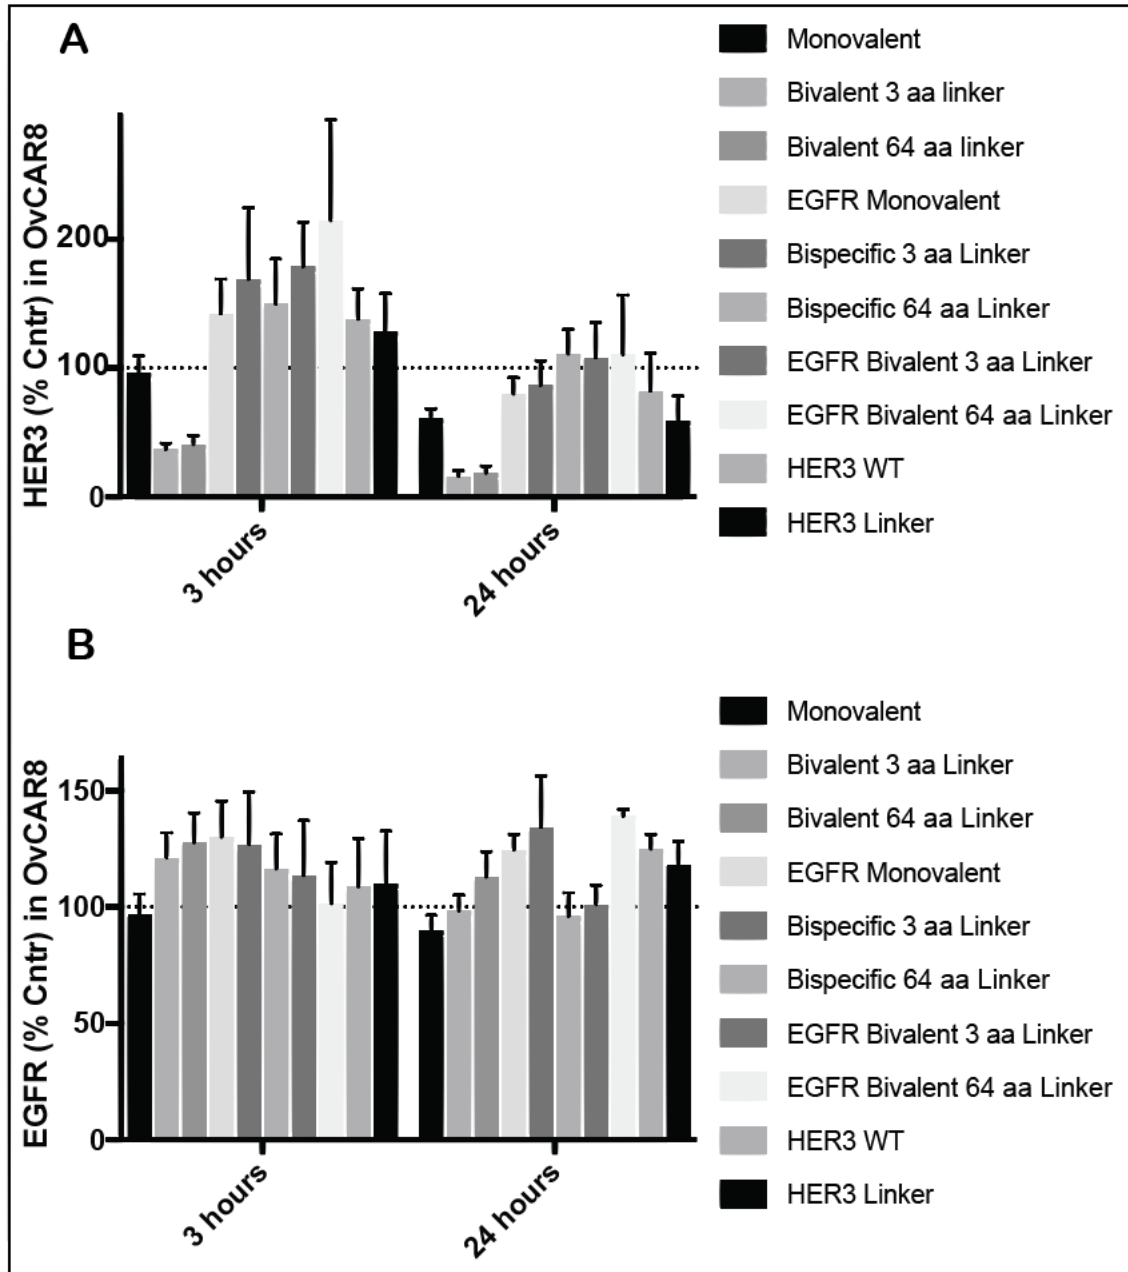 A
HER3 (% Cntr) in OvCAR8
200
100
0
3 hours
24 hours
Monovalent
Bivalent 3 aa linker
Bivalent 64 aa linker
EGFR Monovalent
Bispecific 3 aa Linker
Bispecific 64 aa Linker
EGFR Bivalent 3 aa Linker
EGFR Bivalent 64 aa Linker
HER3 WT
HER3 Linker
B
EGFR (% Cntr) in OvCAR8
150
100
50
0
3 hours
24 hours
Monovalent
Bivalent 3 aa Linker
Bivalent 64 aa Linker
EGFR Monovalent
Bispecific 3 aa Linker
Bispecific 64 aa Linker
EGFR Bivalent 3 aa Linker
EGFR Bivalent 64 aa Linker
HER3 WT
HER3 Linker